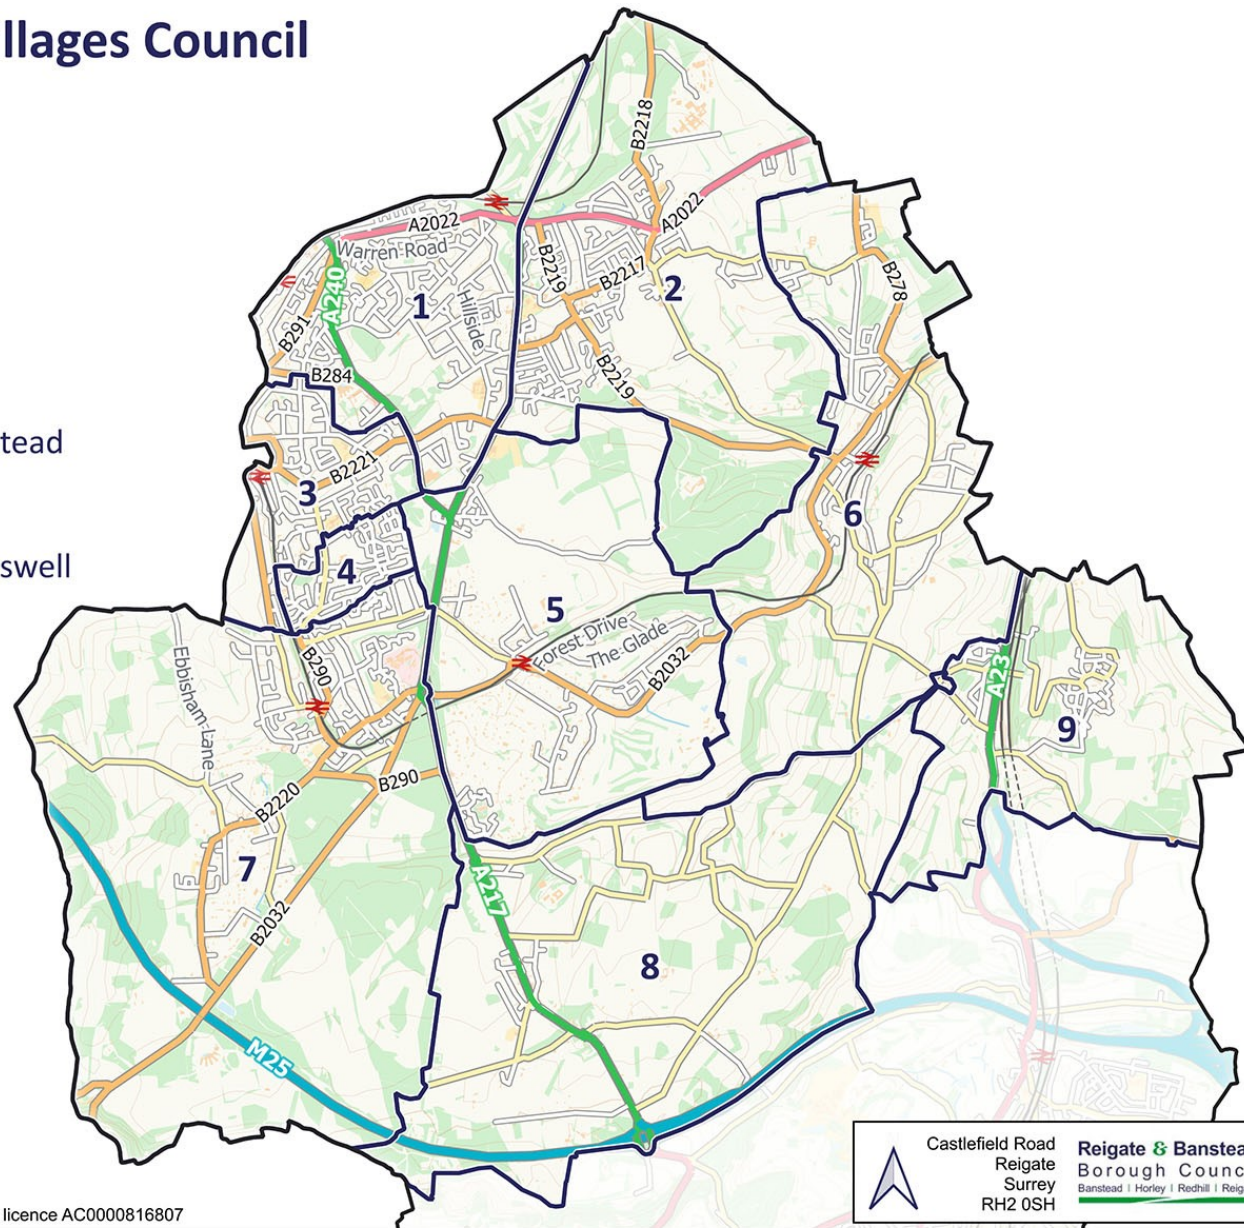 llages Council
B2218
A2022
A2022
Warren Road
A240
B2219
B2217
1
2
Hillside
B278
B291
B284
B2219
tead
B2221
3
6
swell
4
5
Forest Drive
The Glade
Ebbisham Lane
B290
B2032
A23
9
B290
B2220
7
A217
B2032
8
M25
Castlefield Road
Reigate
Surrey
RH2 0SH
Reigate & Banstea
Borough Counc
Banstead | Horley | Redhill | Reig
licence AC0000816807